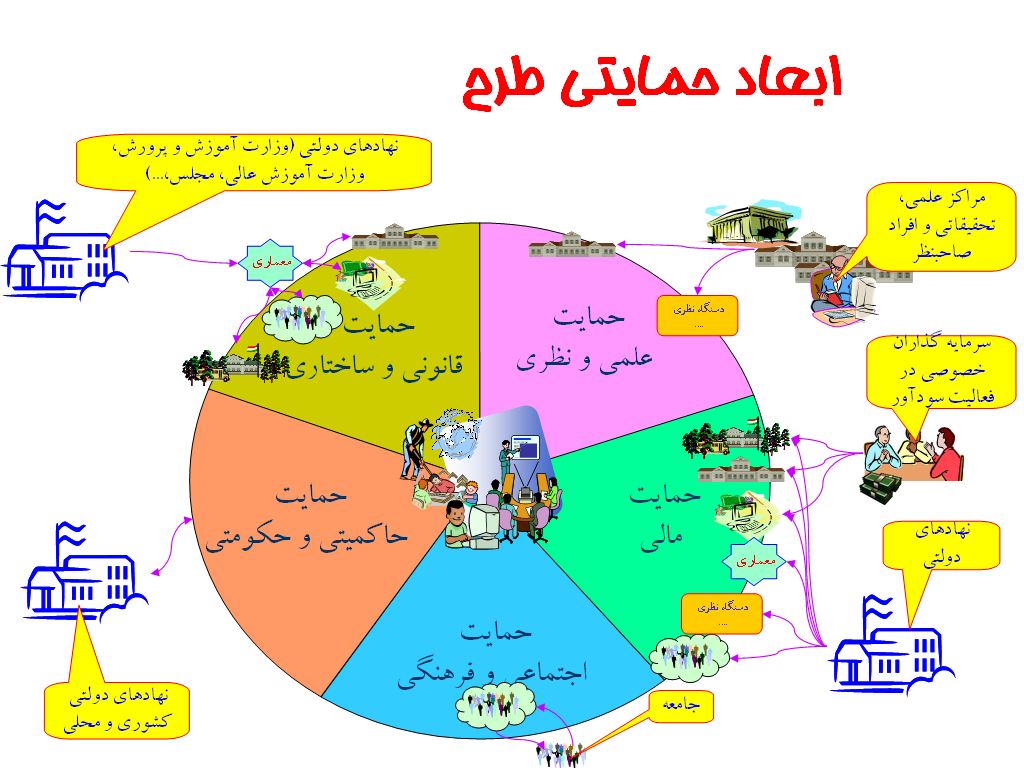 ابعاد حمایتی طرح
نهادهای دولتی (وزارت آموزش و پرورش،
وزارت آموزش عالی، مجلس،...)
مراکز علمی،
تحقیقاتی و افراد
صاحبنظر
معماری
حمایت
قانونی و ساختاری
حمایت
علمی و نظری
دستگاه نظری
....
سرمایه گذاران
خصوصی در
فعالیت سودآور
حمایت
مالی
معماری
دستگاه نظری
....
نهادهای
دولتی
حمایت
حاکمیتی و حکومتی
حمایت
اجتماعی و فرهنگی
نهادهای دولتی
کشوری و محلی
جامعه